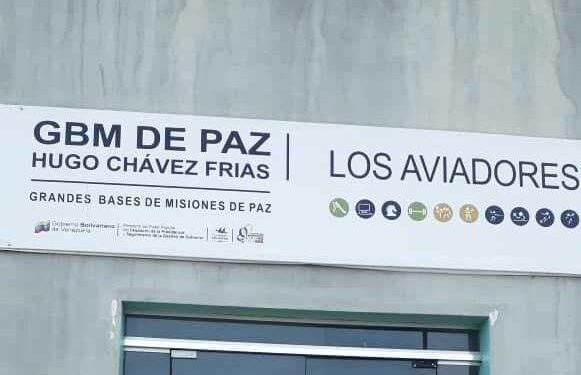 GBM DE PAZ
HUGO CHÁVEZ FRIAS
GRANDES BASES DE MISIONES DE PAZ
LOS AVIADORES
Gobierno Bolivariano
de Venezuela